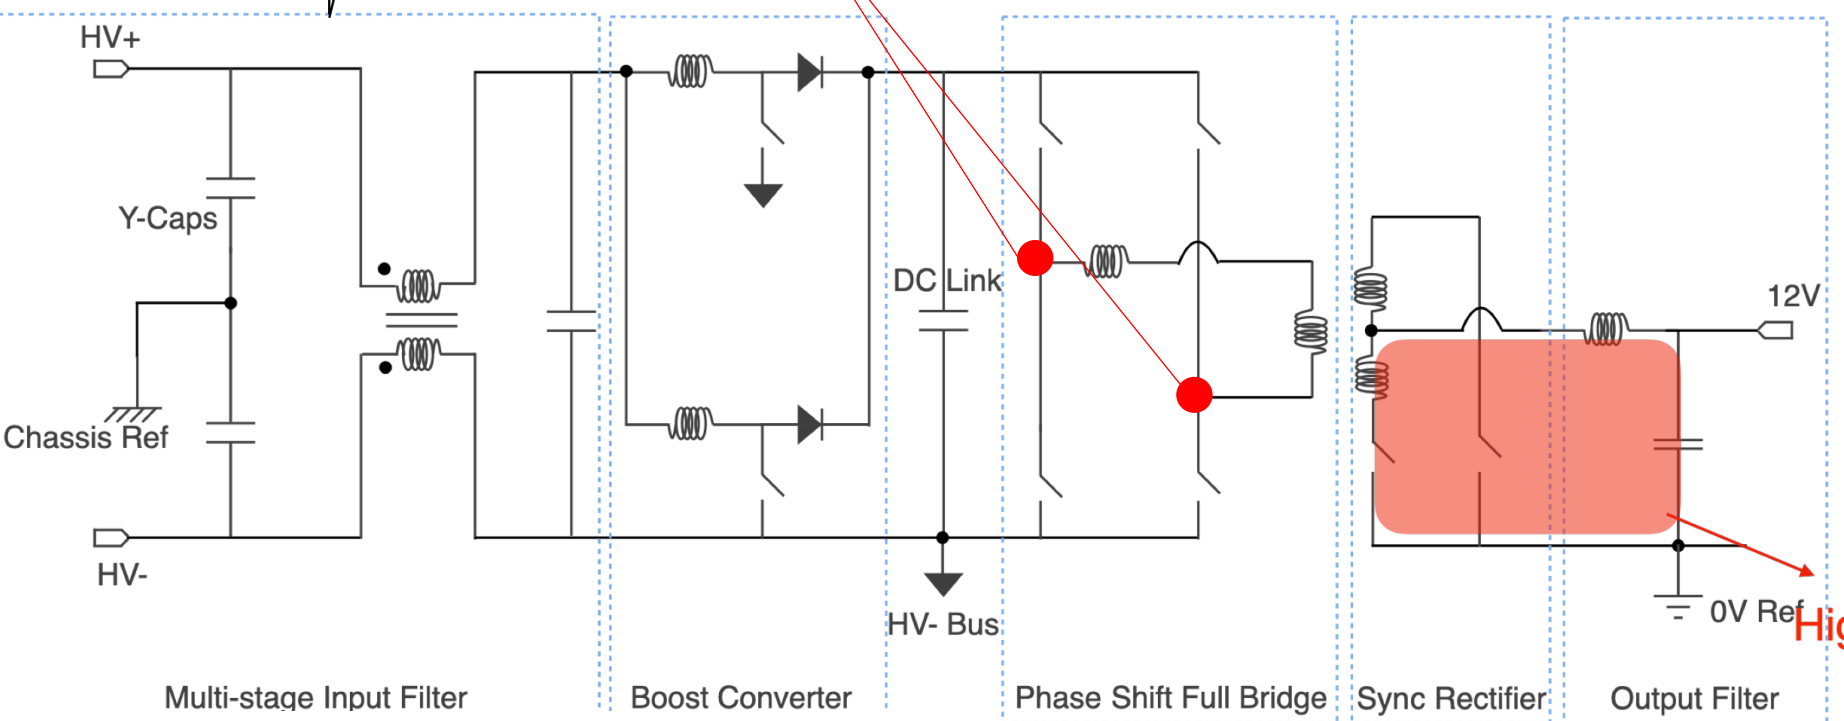 HV+
Y-Caps
Chassis Ref
HV-
DC Link
HV- Bus
12V
0V Ref
Multi-stage Input Filter
Boost Converter
Phase Shift Full Bridge
Sync Rectifier
Output Filter